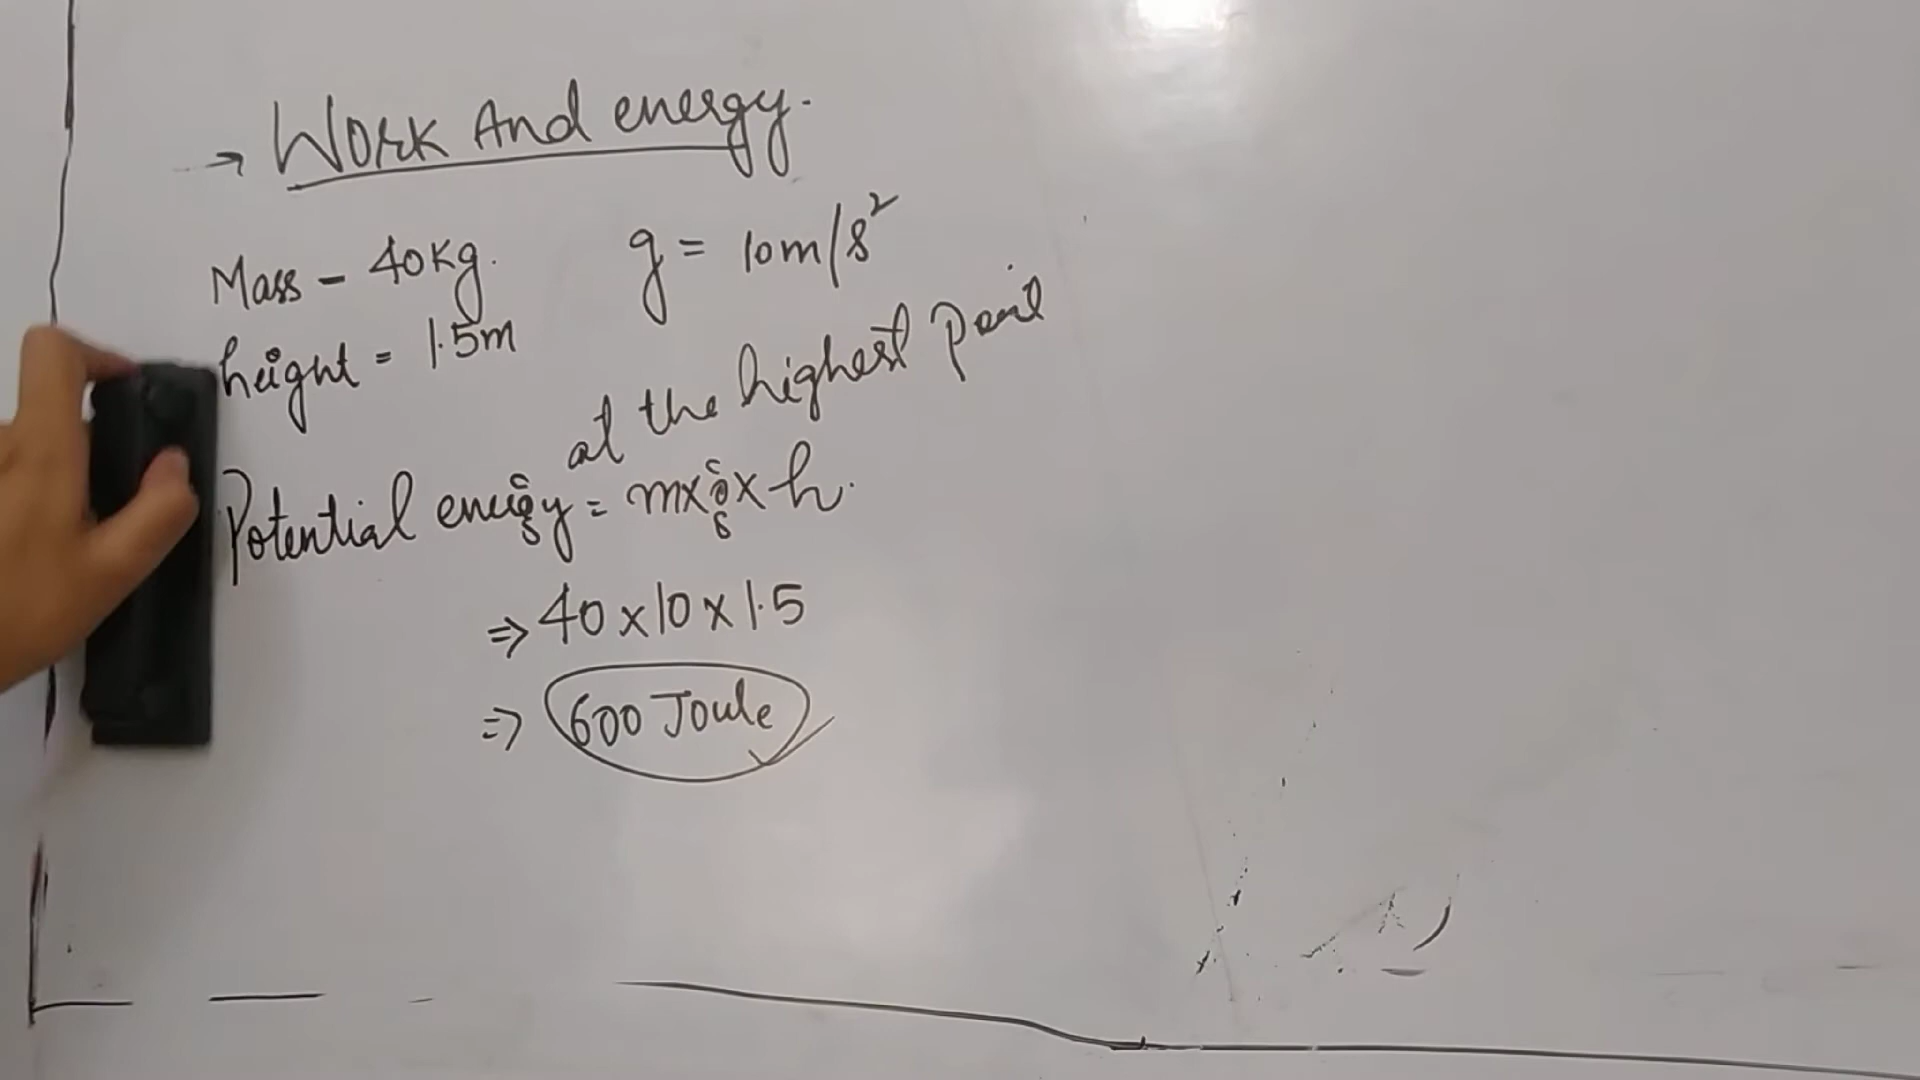 → Work And energy.
Mass - 40kg. g = 10m/s²
height = 1.5m
at the highest Point
Potential energy = m×g×h.
⇒ 40×10×1.5
⇒ 600 Joule